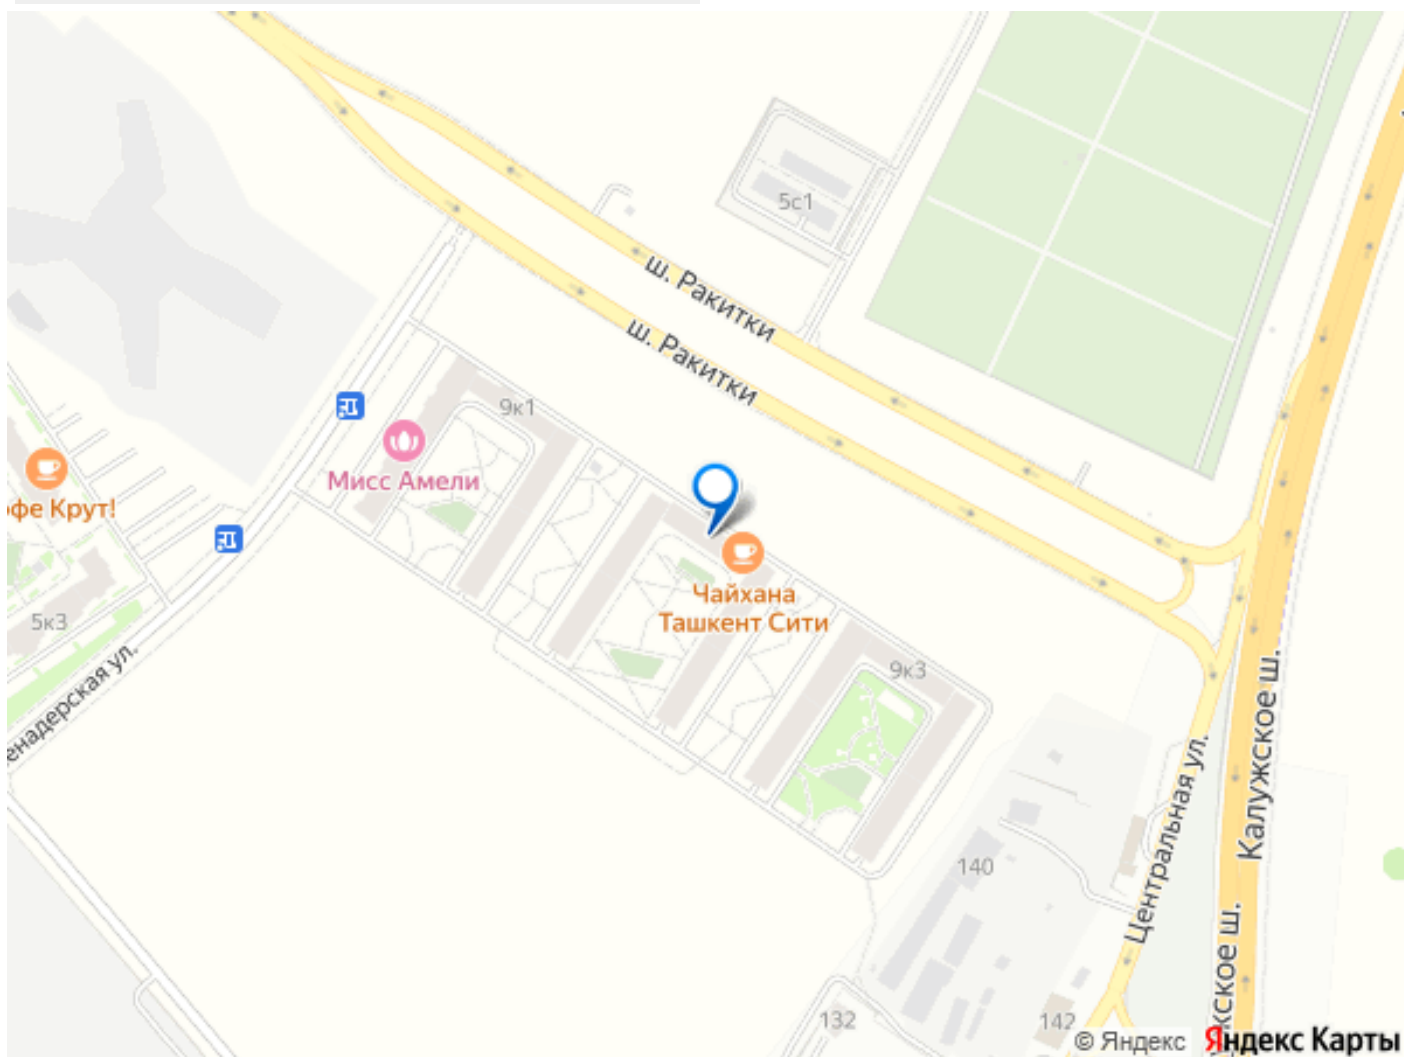 5с1
ш. Ракитки
ш. Ракитки
9к1
Мисс Амели
фе Крут!
Чайхана
Ташкент Сити
5к3
9к3
енадерская ул.
Калужское ш.
Центральная ул.
140
жское ш.
132
142
© Яндекс
Яндекс Карты